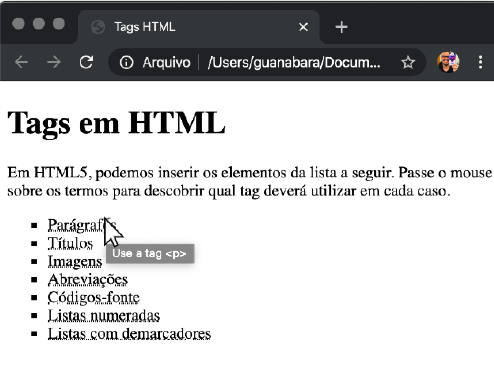 Tags HTML
Arquivo | /Users/guanabara/Docum...
Tags em HTML
Em HTML5, podemos inserir os elementos da lista a seguir. Passe o mouse
sobre os termos para descobrir qual tag deverá utilizar em cada caso.
Parágrafos
Títulos
Use a tag <p>
Imagens
Abreviações
Códigos-fonte
Listas numeradas
Listas com demarcadores